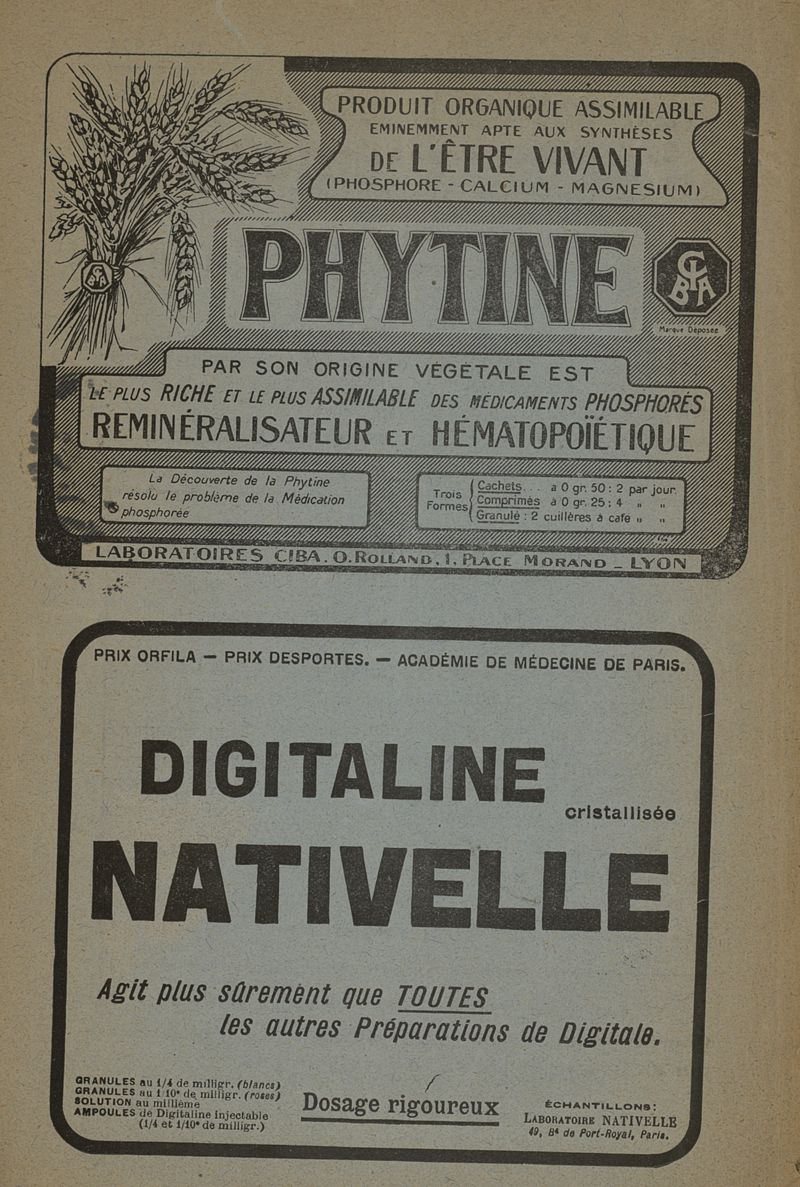 PRODUIT ORGANIQUE ASSIMILABLE
EMINEMMENT APTE AUX SYNTHÈSES
DE L'ÊTRE VIVANT
(PHOSPHORE - CALCIUM - MAGNESIUM)
PHYTINE
CIBA
CIBA
Marque Déposée
PAR SON ORIGINE VÉGÉTALE EST
LE PLUS RICHE ET LE PLUS ASSIMILABLE DES MÉDICAMENTS PHOSPHORÉS
REMINÉRALISATEUR ET HÉMATOPOÏÉTIQUE
La Découverte de la Phytine
résolu le problème de la Médication
phosphorée
Trois Formes
Cachets... à 0 gr. 50 : 2 par jour.
Comprimés à 0 gr. 25 : 4 " "
Granulé : 2 cuillères à cafe " "
LABORATOIRES CIBA. O. ROLLAND, 1, PLACE MORAND _ LYON
PRIX ORFILA — PRIX DESPORTES. — ACADÉMIE DE MÉDECINE DE PARIS.
DIGITALINE
cristallisée
NATIVELLE
Agit plus sûrement que TOUTES
les autres Préparations de Digitale.
GRANULES au 1/4 de milligr. (blancs)
GRANULES au 1/10e de milligr. (roses)
SOLUTION au millième
AMPOULES de Digitaline injectable
(1/4 et 1/10e de milligr.)
Dosage rigoureux
ÉCHANTILLONS:
LABORATOIRE NATIVELLE
49, Bd de Port-Royal, Paris.